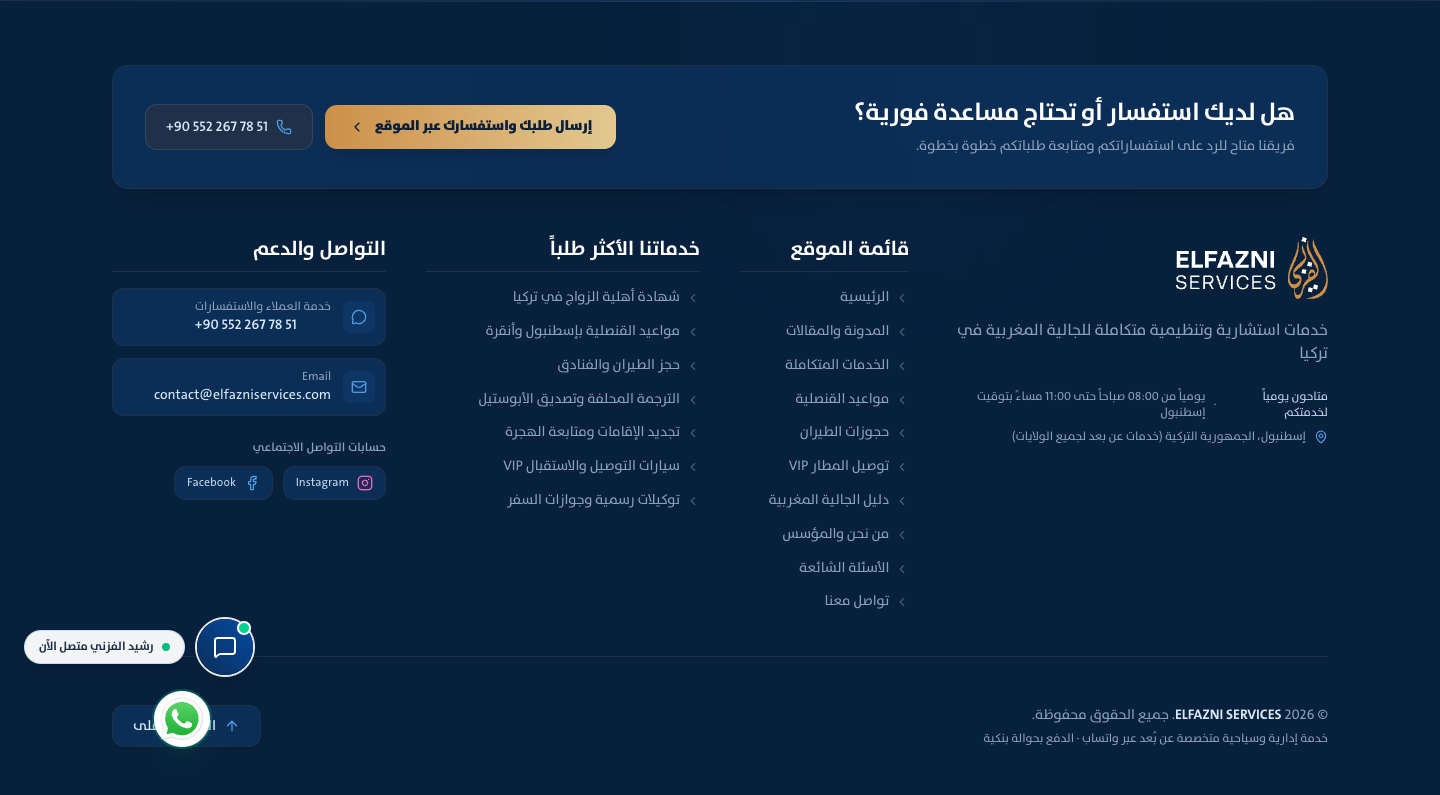 هل لديك استفسار أو تحتاج مساعدة فورية؟
فريقنا متاح للرد على استفساراتكم ومتابعة طلباتكم خطوة بخطوة.
إرسال طلبك واستفسارك عبر الموقع
+90 552 267 78 51
ELFAZNI
SERVICES
خدمات استشارية وتنظيمية متكاملة للجالية المغربية في
تركيا
متاحون يومياً
لخدمتكم
·
يومياً من 08:00 صباحاً حتى 11:00 مساءً بتوقيت
إسطنبول
إسطنبول، الجمهورية التركية (خدمات عن بعد لجميع الولايات)
قائمة الموقع
الرئيسية
المدونة والمقالات
الخدمات المتكاملة
مواعيد القنصلية
حجوزات الطيران
توصيل المطار VIP
دليل الجالية المغربية
من نحن والمؤسس
الأسئلة الشائعة
تواصل معنا
خدماتنا الأكثر طلباً
شهادة أهلية الزواج في تركيا
مواعيد القنصلية بإسطنبول وأنقرة
حجز الطيران والفنادق
الترجمة المحلفة وتصديق الأبوستيل
تجديد الإقامات ومتابعة الهجرة
سيارات التوصيل والاستقبال VIP
توكيلات رسمية وجوازات السفر
التواصل والدعم
خدمة العملاء والاستفسارات
+90 552 267 78 51
Email
contact@elfazniservices.com
حسابات التواصل الاجتماعي
Instagram
Facebook
رشيد الفزني متصل الآن
© 2026 ELFAZNI SERVICES. جميع الحقوق محفوظة.
خدمة إدارية وسياحية متخصصة عن بُعد عبر واتساب · الدفع بحوالة بنكية